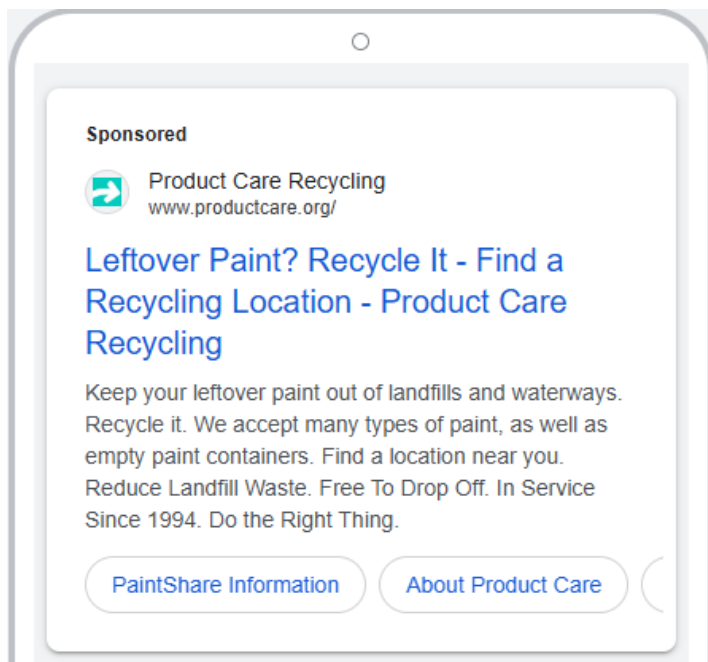 Sponsored
Product Care Recycling
www.productcare.org/
Leftover Paint? Recycle It - Find a
Recycling Location - Product Care
Recycling
Keep your leftover paint out of landfills and waterways.
Recycle it. We accept many types of paint, as well as
empty paint containers. Find a location near you.
Reduce Landfill Waste. Free To Drop Off. In Service
Since 1994. Do the Right Thing.
PaintShare Information
About Product Care